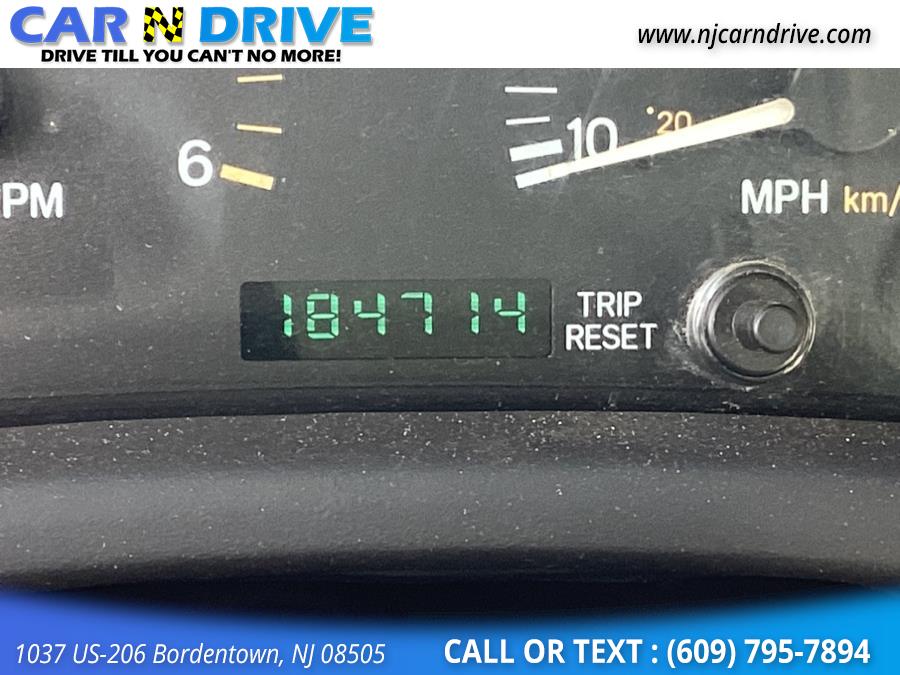 CAR N DRIVE
DRIVE TILL YOU CAN'T NO MORE!
www.njcarndrive.com
6
10
20
PM
MPH km/
184714
TRIP
RESET
1037 US-206 Bordentown, NJ 08505
CALL OR TEXT : (609) 795-7894